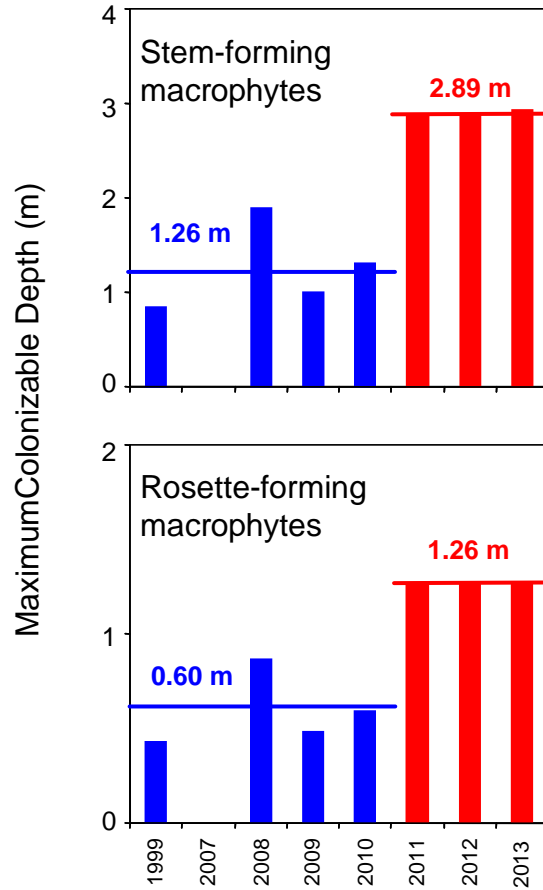 MaximumColonizable Depth (m)
4
3
2
1
0
Stem-forming
macrophytes
2.89 m
1.26 m
2
1
0
Rosette-forming
macrophytes
1.26 m
0.60 m
1999
2007
2008
2009
2010
2011
2012
2013